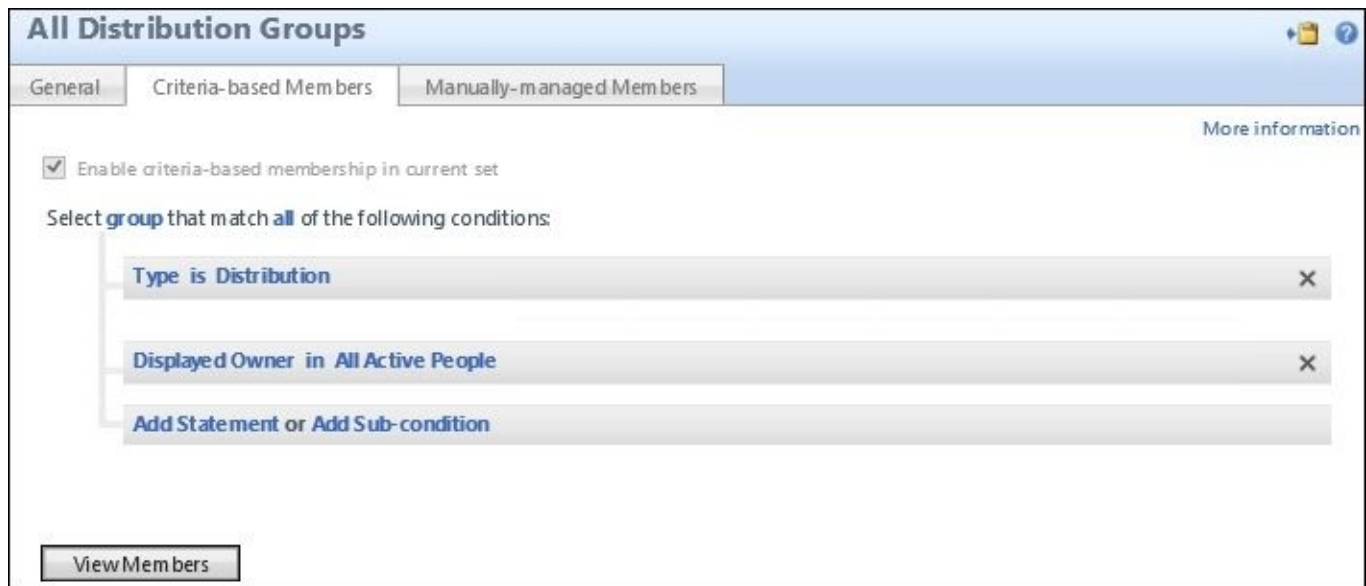 All Distribution Groups
General Criteria-based Members Manually-managed Members
More information
Enable criteria-based membership in current set
Select group that match all of the following conditions:
Type is Distribution
Displayed Owner in All Active People
Add Statement or Add Sub-condition
View Members